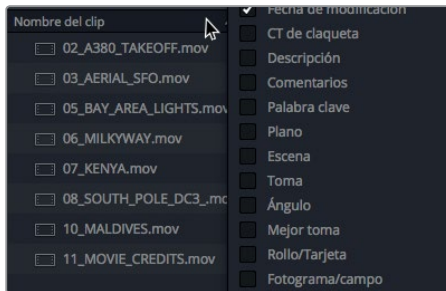 Nombre del clip
02_A380_TAKEOFF.mov
03_AERIAL_SFO.mov
05_BAY_AREA_LIGHTS.mov
06_MILKYWAY.mov
07_KENYA.mov
08_SOUTH_POLE_DC3_.mo
10_MALDIVES.mov
11_MOVIE_CREDITS.mov
Fecha de modificación
CT de claqueta
Descripción
Comentarios
Palabra clave
Plano
Escena
Toma
Ángulo
Mejor toma
Rollo/Tarjeta
Fotograma/campo